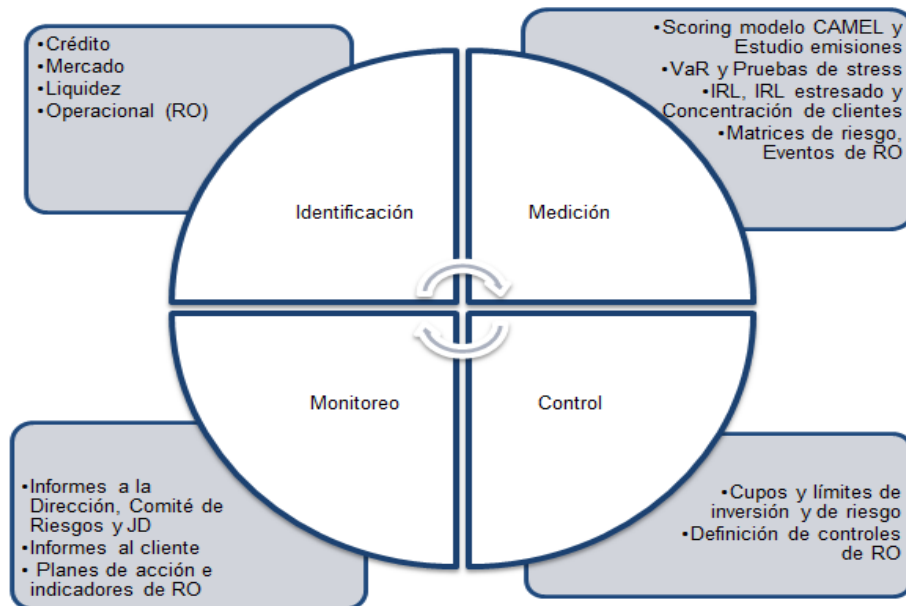 •Crédito
•Mercado
•Liquidez
•Operacional (RO)
•Scoring modelo CAMEL y
Estudio emisiones
•VaR y Pruebas de stress
•IRL, IRL estresado y
Concentración de clientes
•Matrices de riesgo,
Eventos de RO
Identificación
Medición
Monitoreo
Control
•Informes a la
Dirección, Comité de
Riesgos y JD
•Informes al cliente
• Planes de acción e
indicadores de RO
•Cupos y límites de
inversión y de riesgo
•Definición de controles
de RO